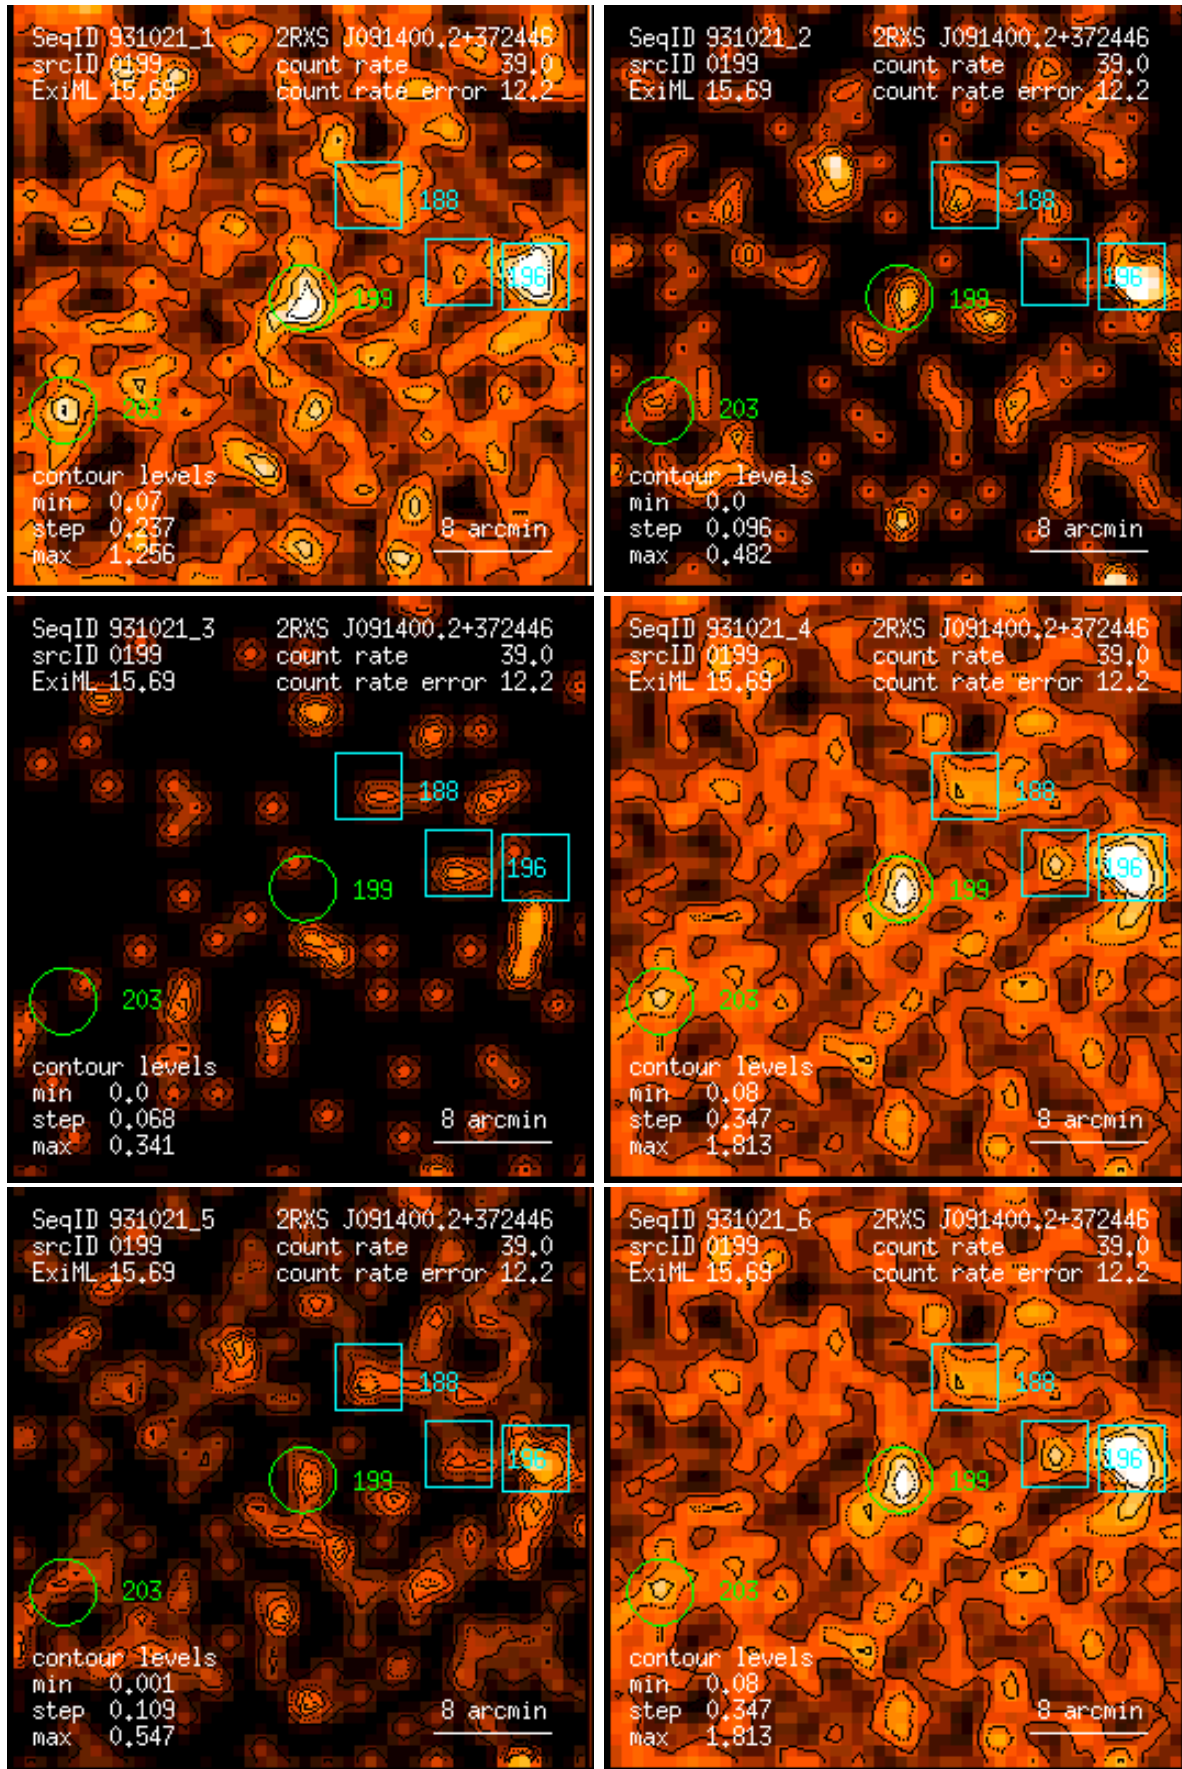 SeqID 931021_1 2RXS J091400.2+372446
srcID 0199 count rate 39.0
ExiML 15.69 count rate error 12.2
188
196
199
203
contour levels
min 0.07
step 0.237 8 arcmin
max 1.256
SeqID 931021_2 2RXS J091400.2+372446
srcID 0199 count rate 39.0
ExiML 15.69 count rate error 12.2
188
196
199
203
contour levels
min 0.0
step 0.096 8 arcmin
max 0.482
SeqID 931021_3 2RXS J091400.2+372446
srcID 0199 count rate 39.0
ExiML 15.69 count rate error 12.2
188
196
199
203
contour levels
min 0.0
step 0.068 8 arcmin
max 0.341
SeqID 931021_4 2RXS J091400.2+372446
srcID 0199 count rate 39.0
ExiML 15.69 count rate error 12.2
188
196
199
203
contour levels
min 0.08
step 0.347 8 arcmin
max 1.813
SeqID 931021_5 2RXS J091400.2+372446
srcID 0199 count rate 39.0
ExiML 15.69 count rate error 12.2
188
196
199
203
contour levels
min 0.001
step 0.109 8 arcmin
max 0.547
SeqID 931021_6 2RXS J091400.2+372446
srcID 0199 count rate 39.0
ExiML 15.69 count rate error 12.2
188
196
199
203
contour levels
min 0.08
step 0.347 8 arcmin
max 1.813